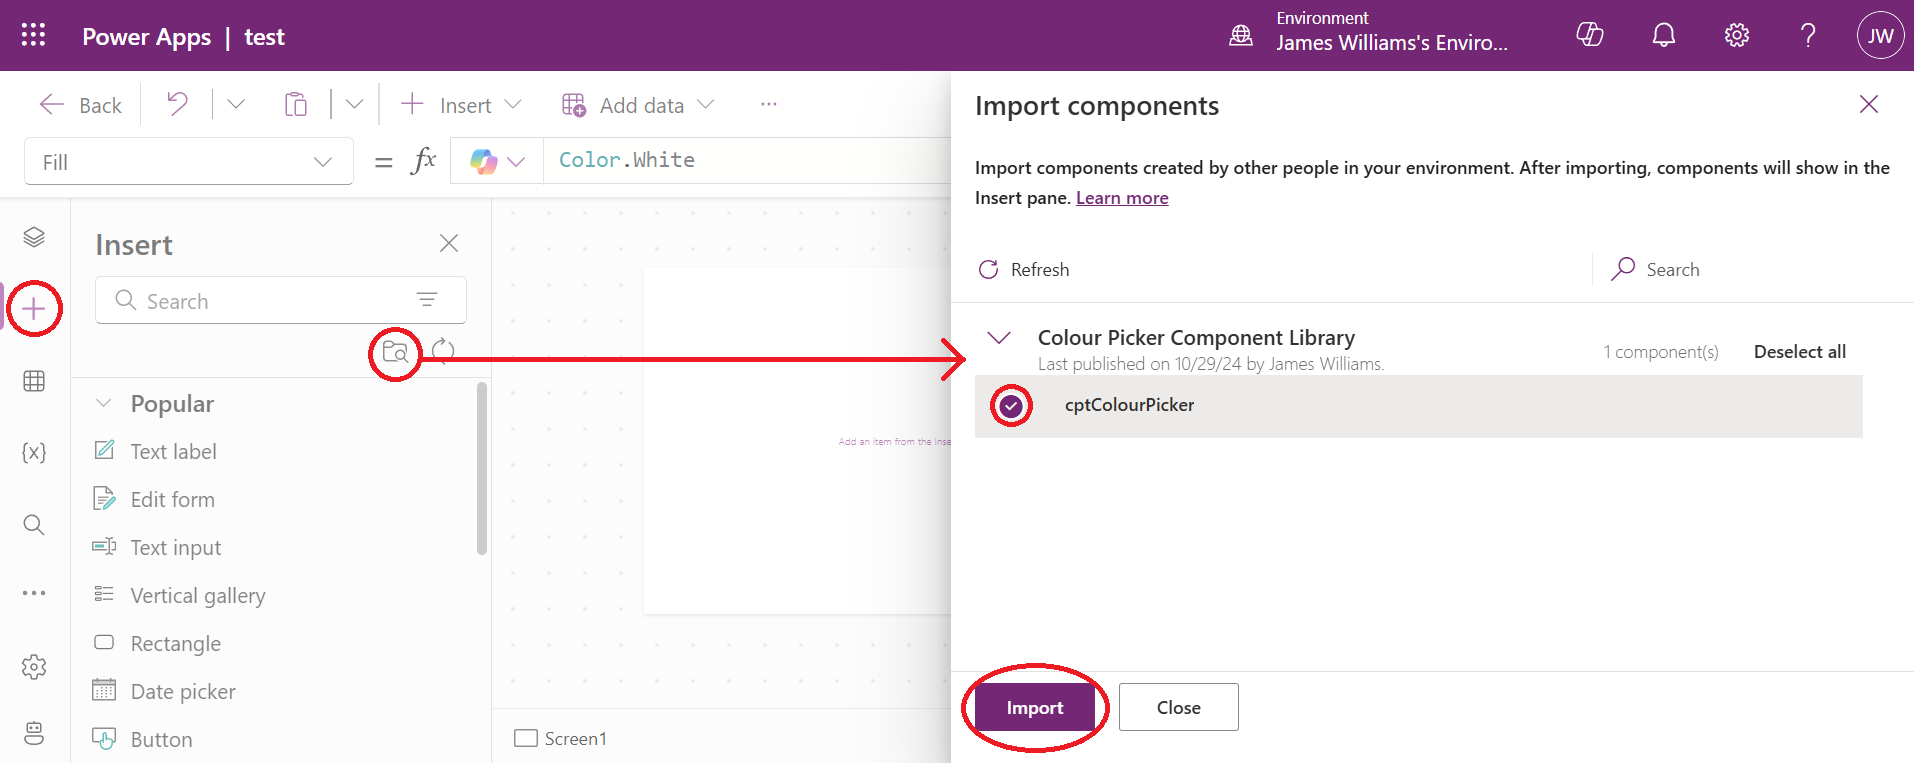 Power Apps | test
Environment
James Williams's Enviro...
JW
Back
Insert
Add data
Fill
= fx
Color.White
Insert
Search
Popular
Text label
Edit form
Text input
Vertical gallery
Rectangle
Date picker
Button
Add an item from the Inse
Screen1
Import components
Import components created by other people in your environment. After importing, components will show in the
Insert pane. Learn more
Refresh
Search
Colour Picker Component Library
Last published on 10/29/24 by James Williams.
1 component(s)
Deselect all
cptColourPicker
Import
Close